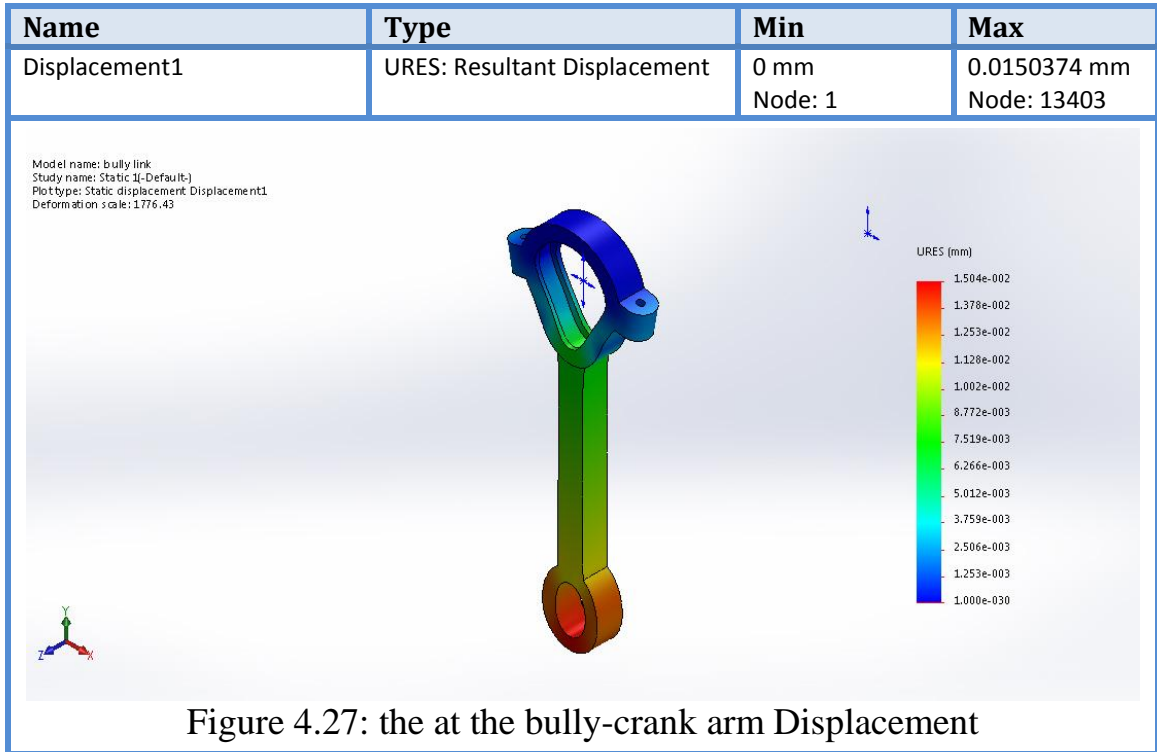 Name Type Min Max
Displacement1 URES: Resultant Displacement 0 mm 0.0150374 mm
Node: 1 Node: 13403
Model name: bully link
Study name: Static 1(-Default-)
Plot type: Static displacement Displacement1
Deformation scale: 1776.43
URES (mm)
1.504e-002
1.378e-002
1.253e-002
1.128e-002
1.002e-002
8.772e-003
7.519e-003
6.266e-003
5.012e-003
3.759e-003
2.506e-003
1.253e-003
1.000e-030
Y
Z X
Figure 4.27: the at the bully-crank arm Displacement